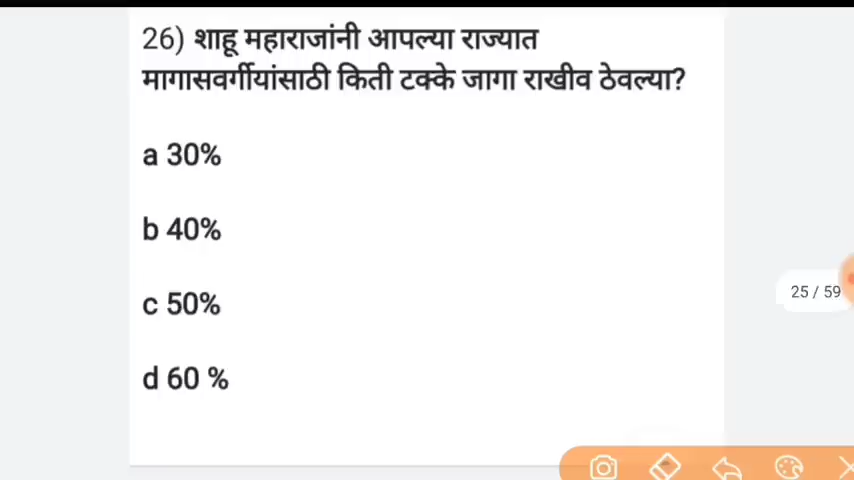 26) शाहू महाराजांनी आपल्या राज्यात
मागासवर्गीयांसाठी किती टक्के जागा राखीव ठेवल्या?
a 30%
b 40%
c 50%
25 / 59
d 60 %